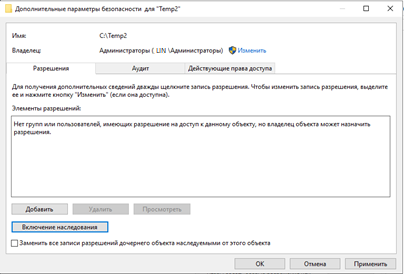 Дополнительные параметры безопасности для "Temp2"
Имя: C:\Temp2
Владелец: Администраторы ( LIN \Администраторы) Изменить
Разрешения Аудит Действующие права доступа
Для получения дополнительных сведений дважды щелкните запись разрешения. Чтобы изменить запись разрешения, выделите
ее и нажмите кнопку "Изменить" (если она доступна).
Элементы разрешений:
Нет групп или пользователей, имеющих разрешение на доступ к данному объекту, но владелец объекта может назначить
разрешения.
Добавить Удалить Просмотреть
Включение наследования
Заменить все записи разрешений дочернего объекта наследуемыми от этого объекта
ОК Отмена Применить